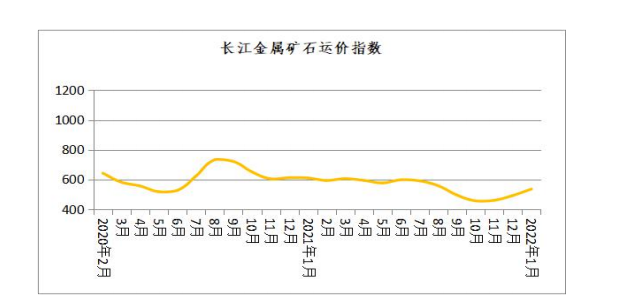 长江金属矿石运价指数
1200
1000
800
600
400
2020年2月
3月
4月
5月
6月
7月
8月
9月
10月
11月
12月
2021年1月
2月
3月
4月
5月
6月
7月
8月
9月
10月
11月
12月
2022年1月